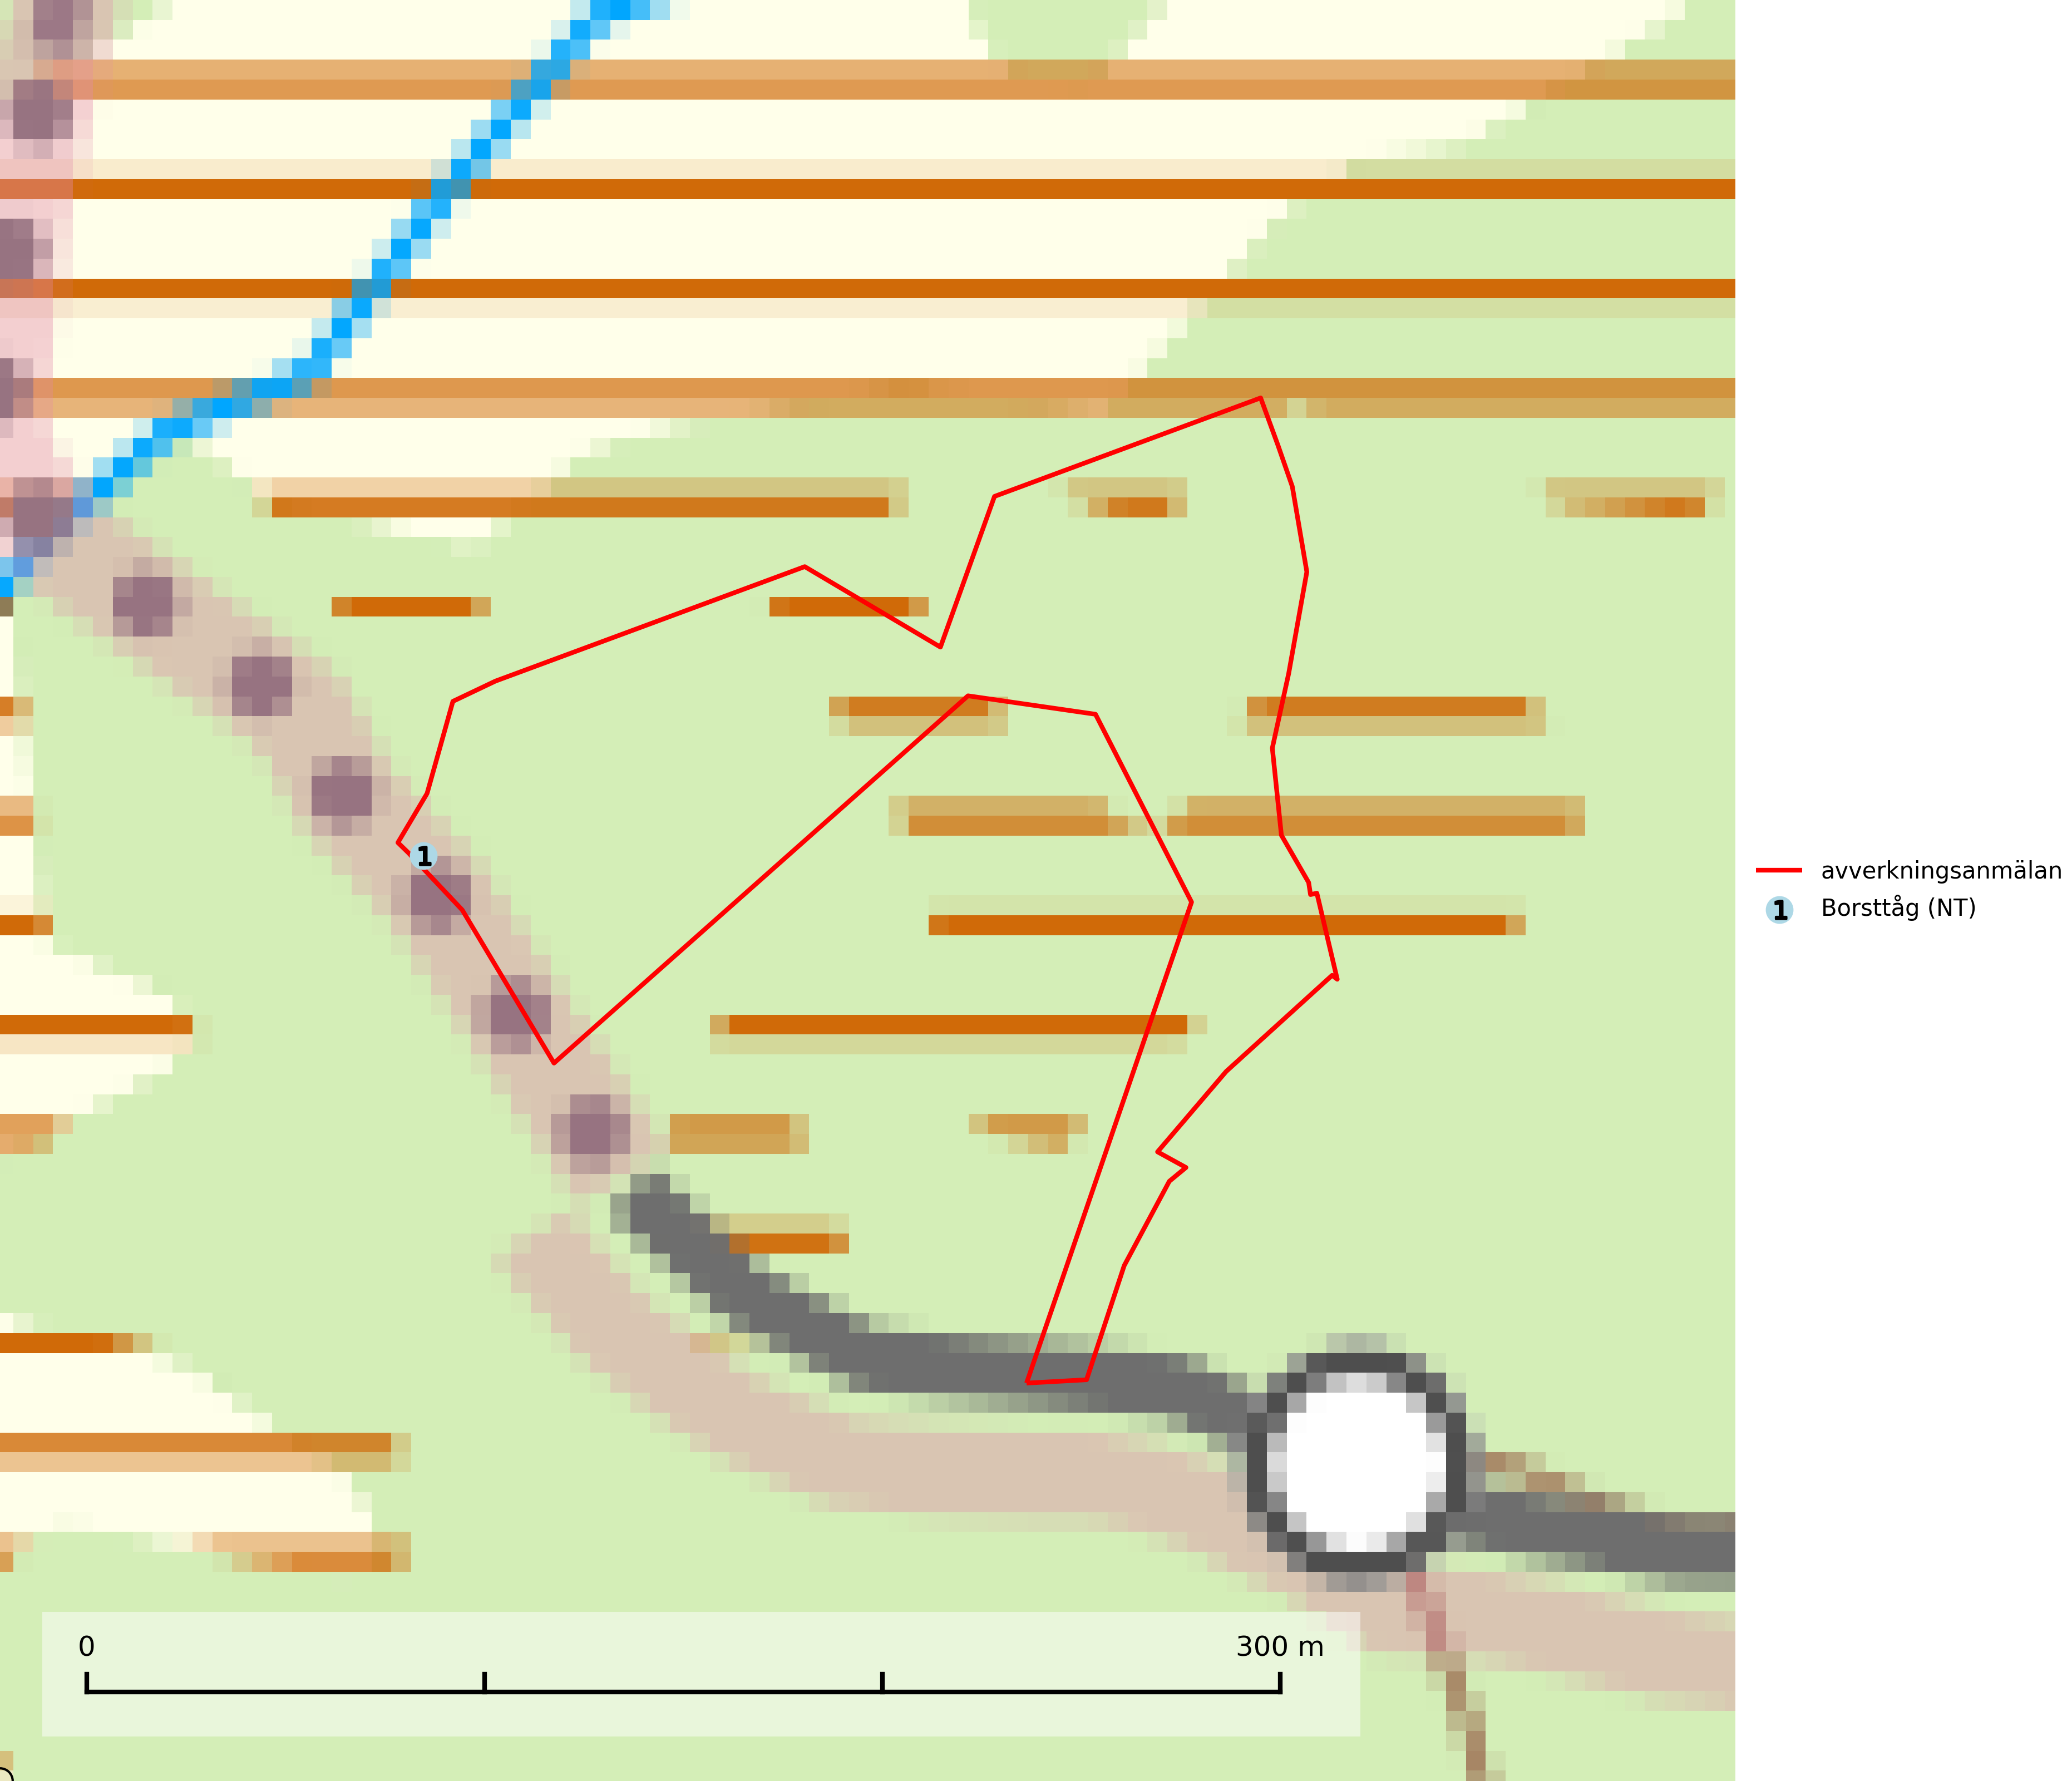 1
avverkningsanmälan
1 Borsttåg (NT)
0 300 m